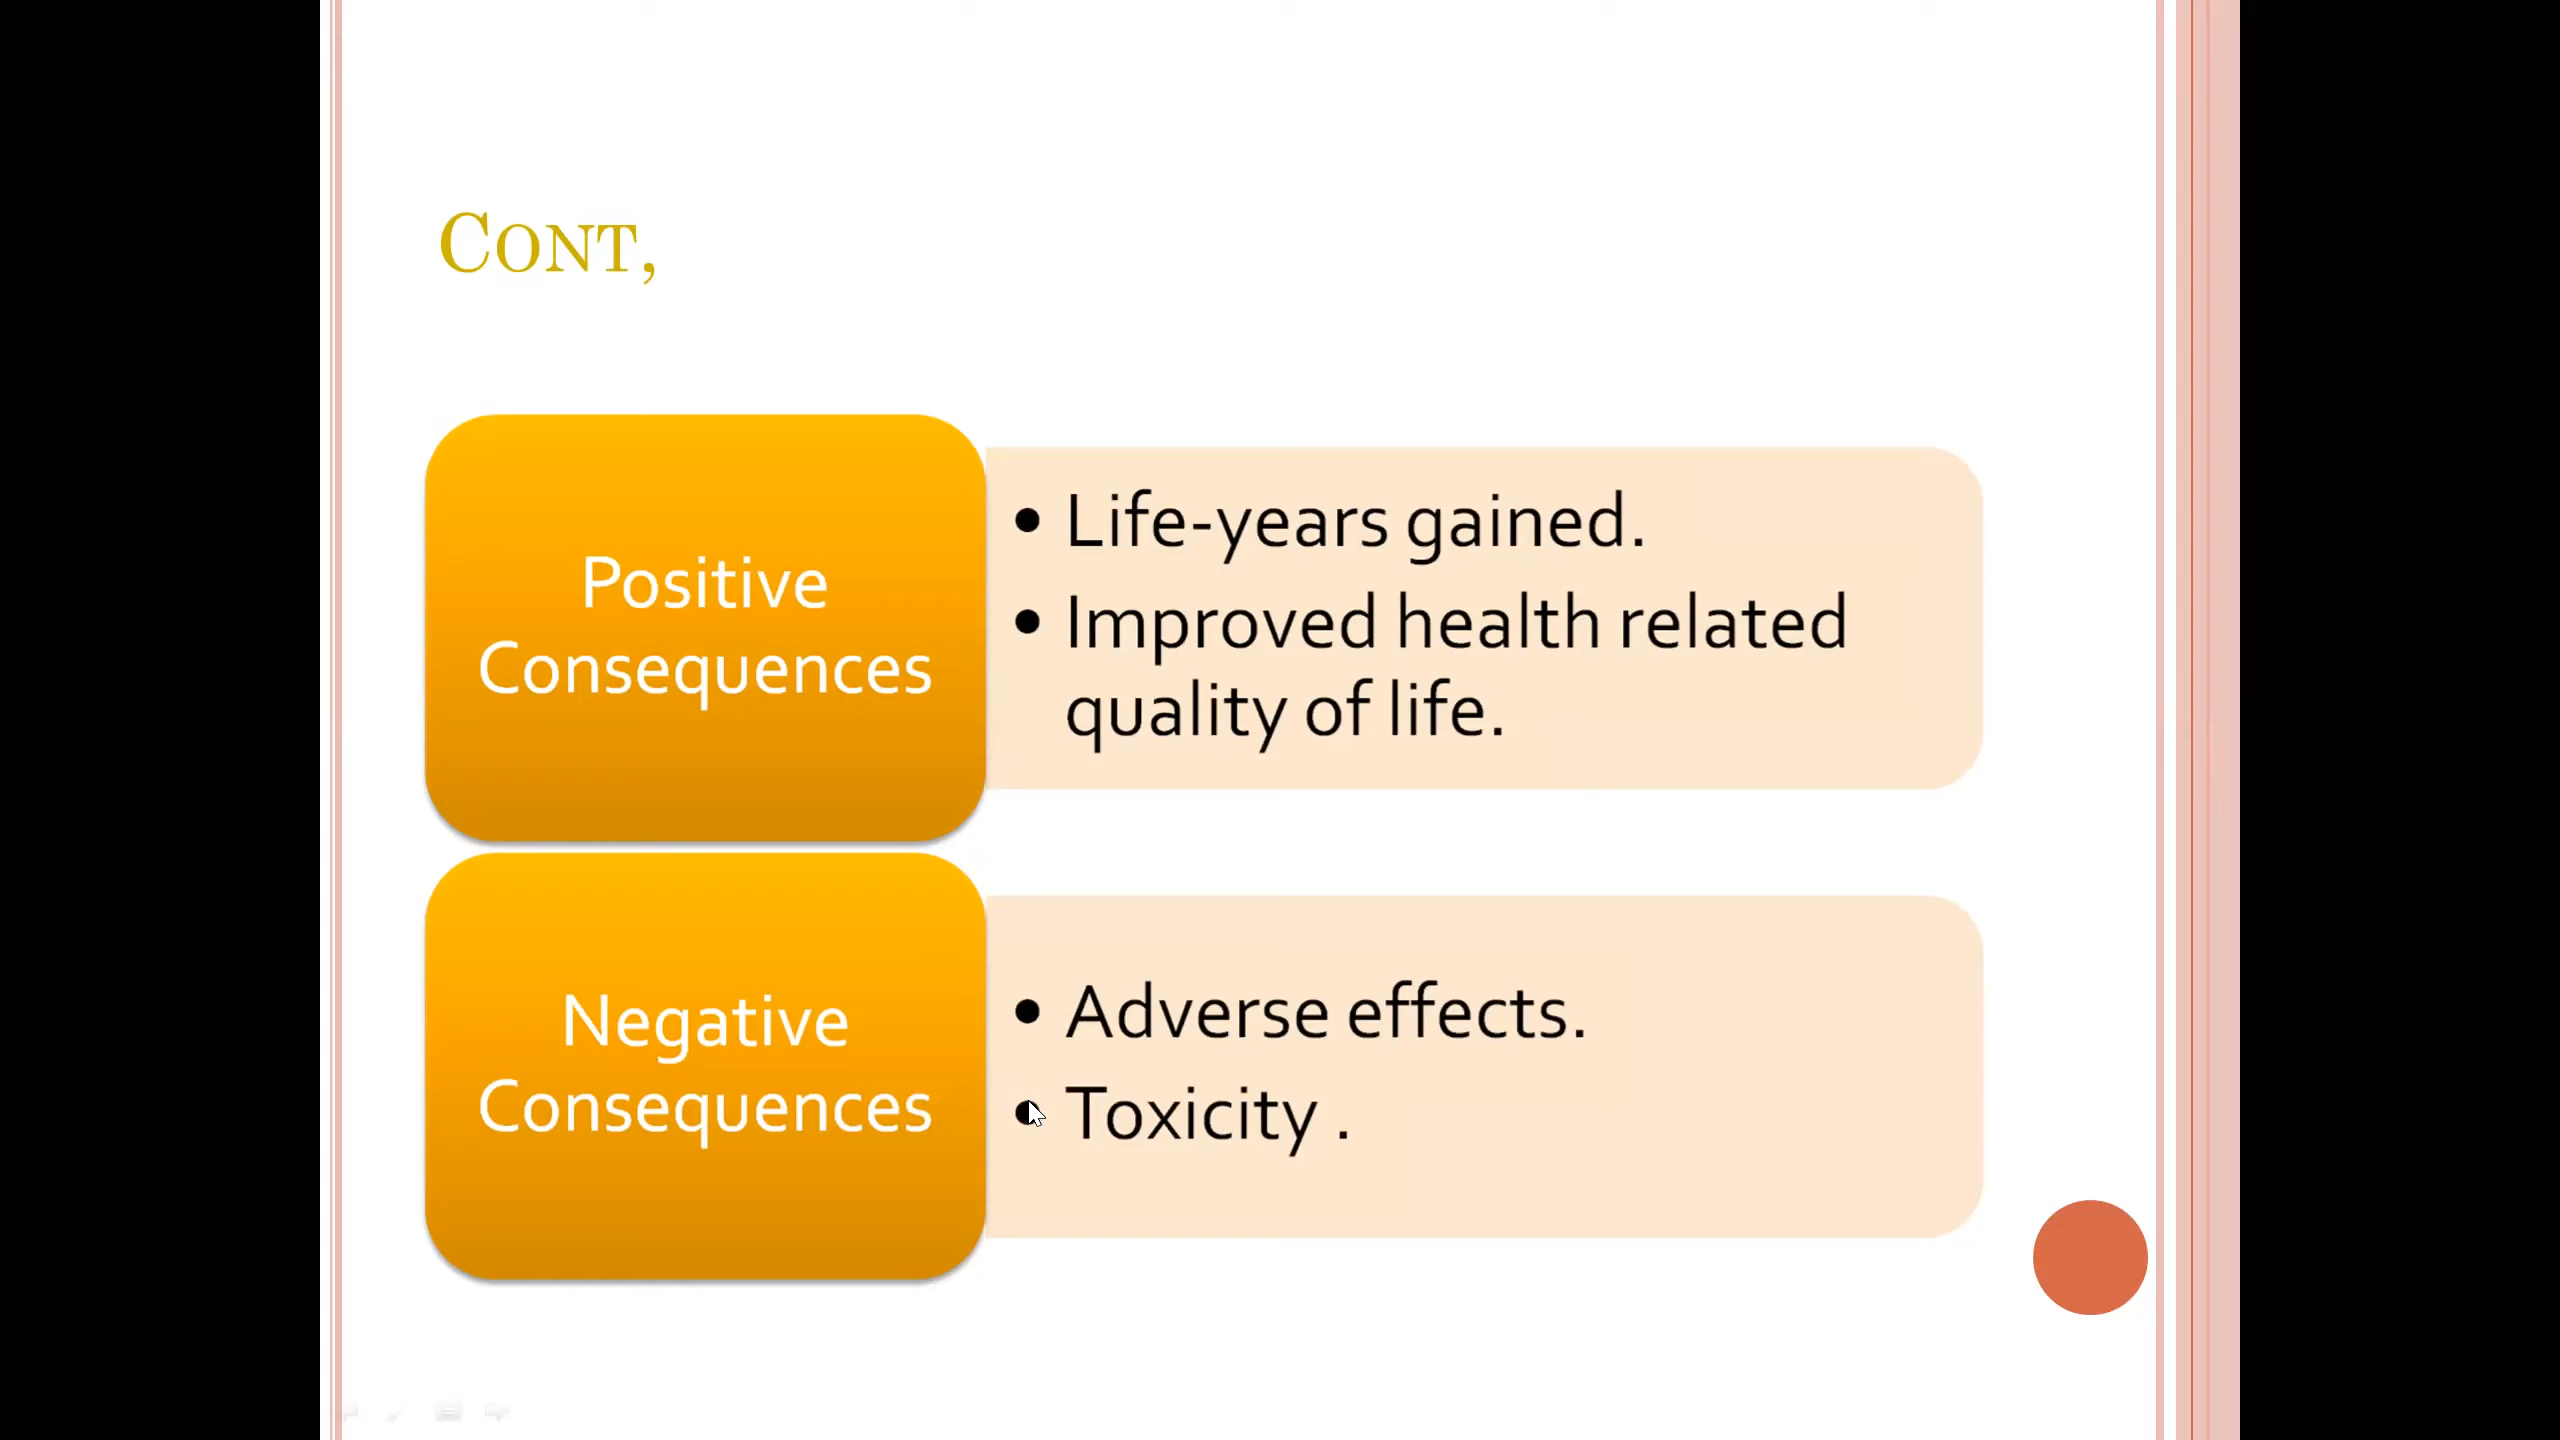 CONT,
Positive
Consequences
• Life-years gained.
• Improved health related
quality of life.
Negative
Consequences
• Adverse effects.
• Toxicity .